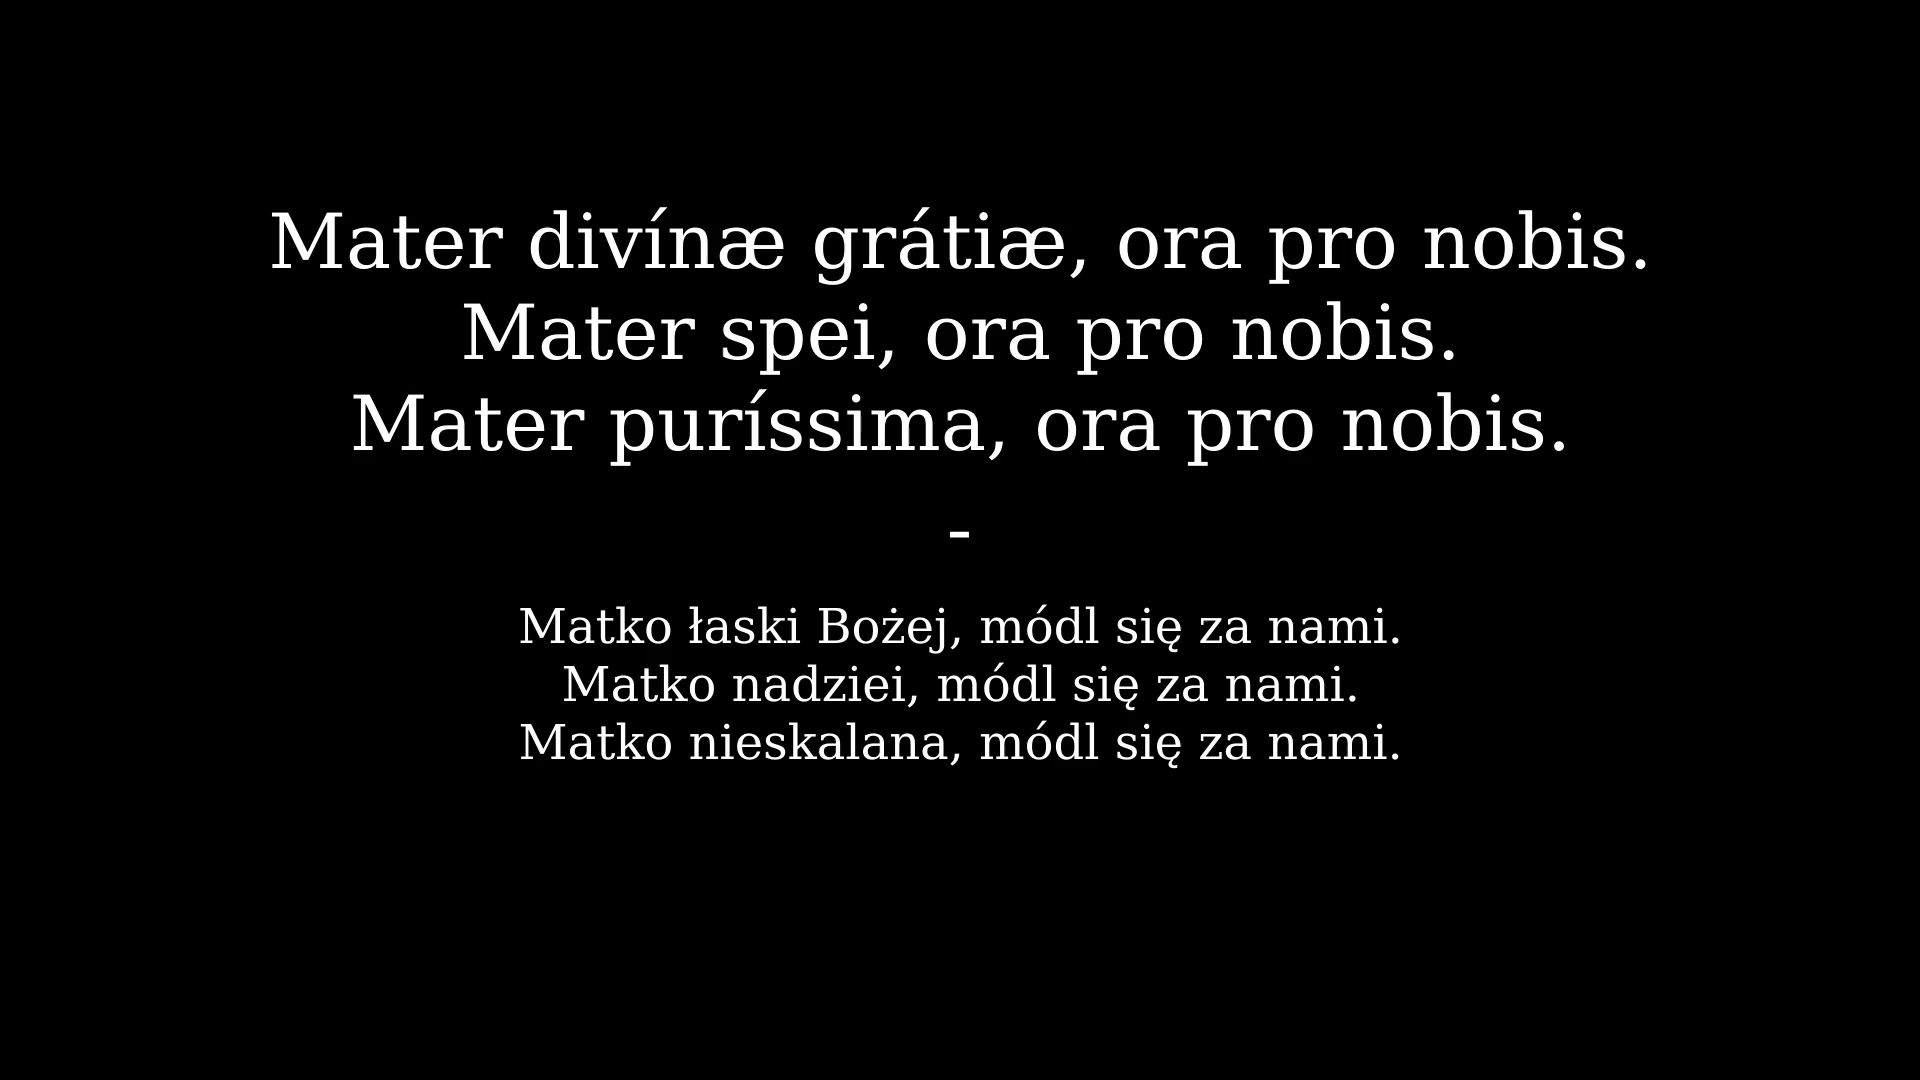 Mater divínæ grátiæ, ora pro nobis.
Mater spei, ora pro nobis.
Mater puríssima, ora pro nobis.
-
Matko łaski Bożej, módl się za nami.
Matko nadziei, módl się za nami.
Matko nieskalana, módl się za nami.